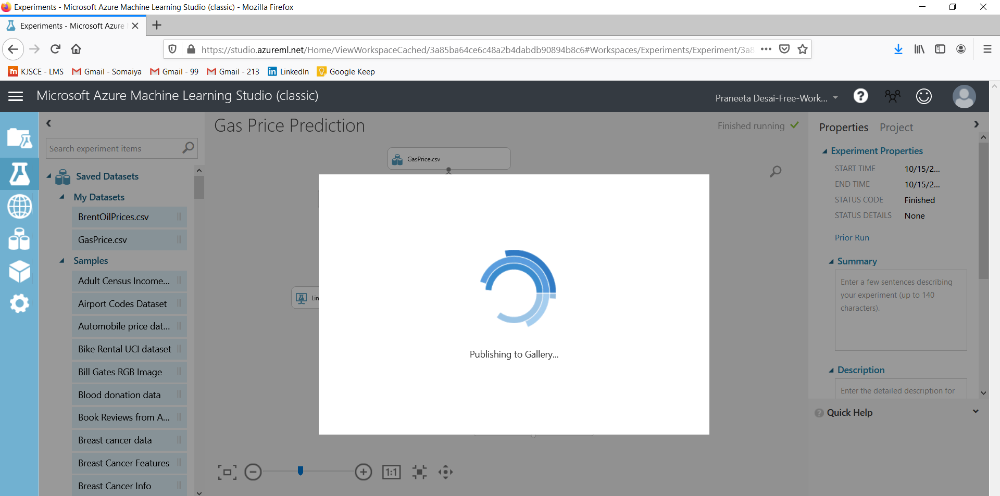 Experiments - Microsoft Azure Machine Learning Studio (classic) - Mozilla Firefox
Experiments - Microsoft Azure
https://studio.azureml.net/Home/ViewWorkspaceCached/3a85ba64ce6c48a2b4dabdb90894b8c6#Workspaces/Experiments/Experiment/3a8
KJSCE - LMS
Gmail - Somaiya
Gmail - 99
Gmail - 213
LinkedIn
Google Keep
Microsoft Azure Machine Learning Studio (classic)
Praneeta Desai-Free-Work...
Search experiment items
Saved Datasets
My Datasets
BrentOilPrices.csv
GasPrice.csv
Samples
Adult Census Income...
Airport Codes Dataset
Automobile price dat...
Bike Rental UCI dataset
Bill Gates RGB Image
Blood donation data
Book Reviews from A...
Breast cancer data
Breast Cancer Features
Breast Cancer Info
Gas Price Prediction
Finished running
GasPrice.csv
Lin
Publishing to Gallery...
1:1
Properties
Project
Experiment Properties
START TIME 10/15/2...
END TIME 10/15/2...
STATUS CODE Finished
STATUS DETAILS None
Prior Run
Summary
Enter a few sentences describing
your experiment (up to 140
characters).
Description
Enter the detailed description for
Quick Help